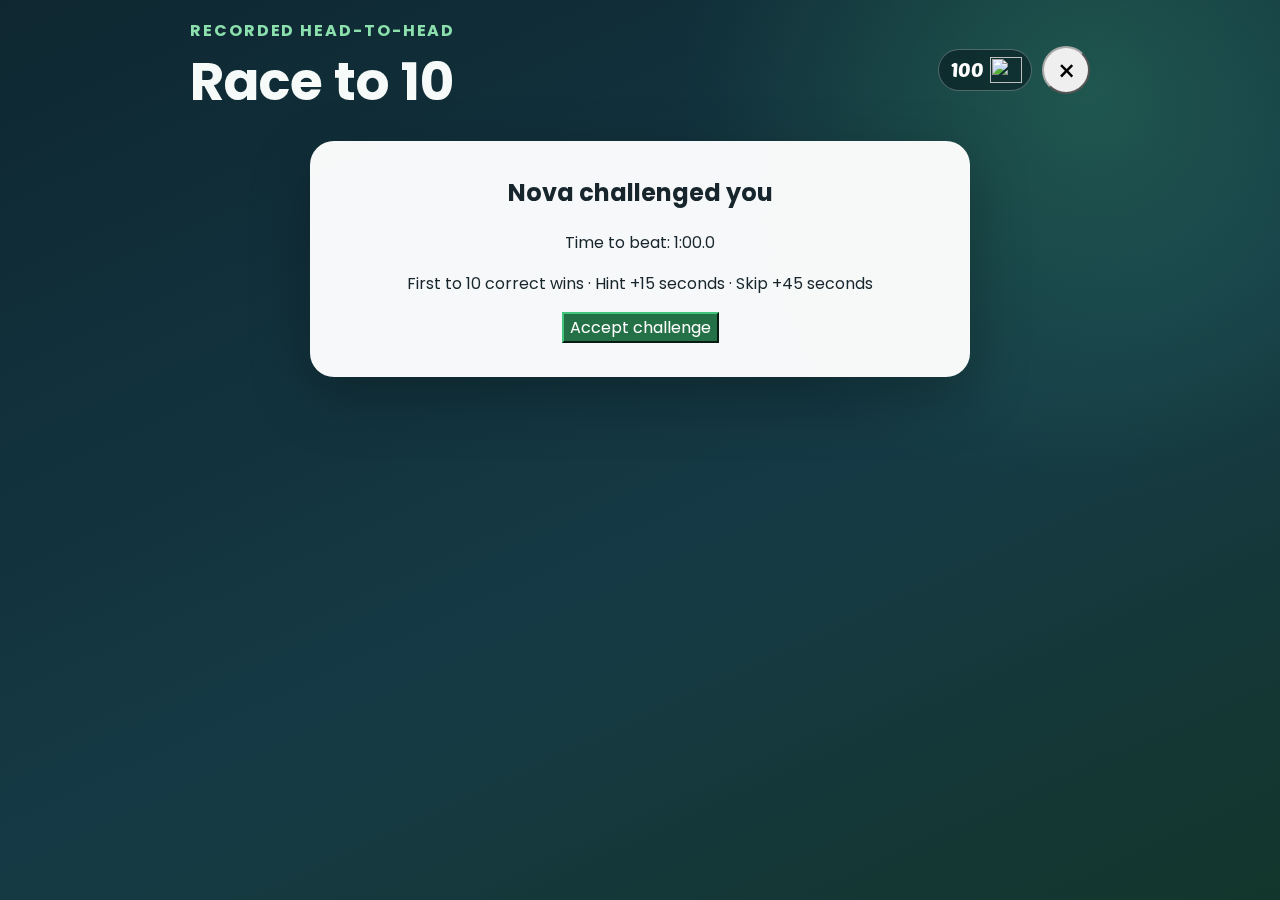 RECORDED HEAD-TO-HEAD
Race to 10
100
×
Nova challenged you
Time to beat: 1:00.0
First to 10 correct wins · Hint +15 seconds · Skip +45 seconds
Accept challenge